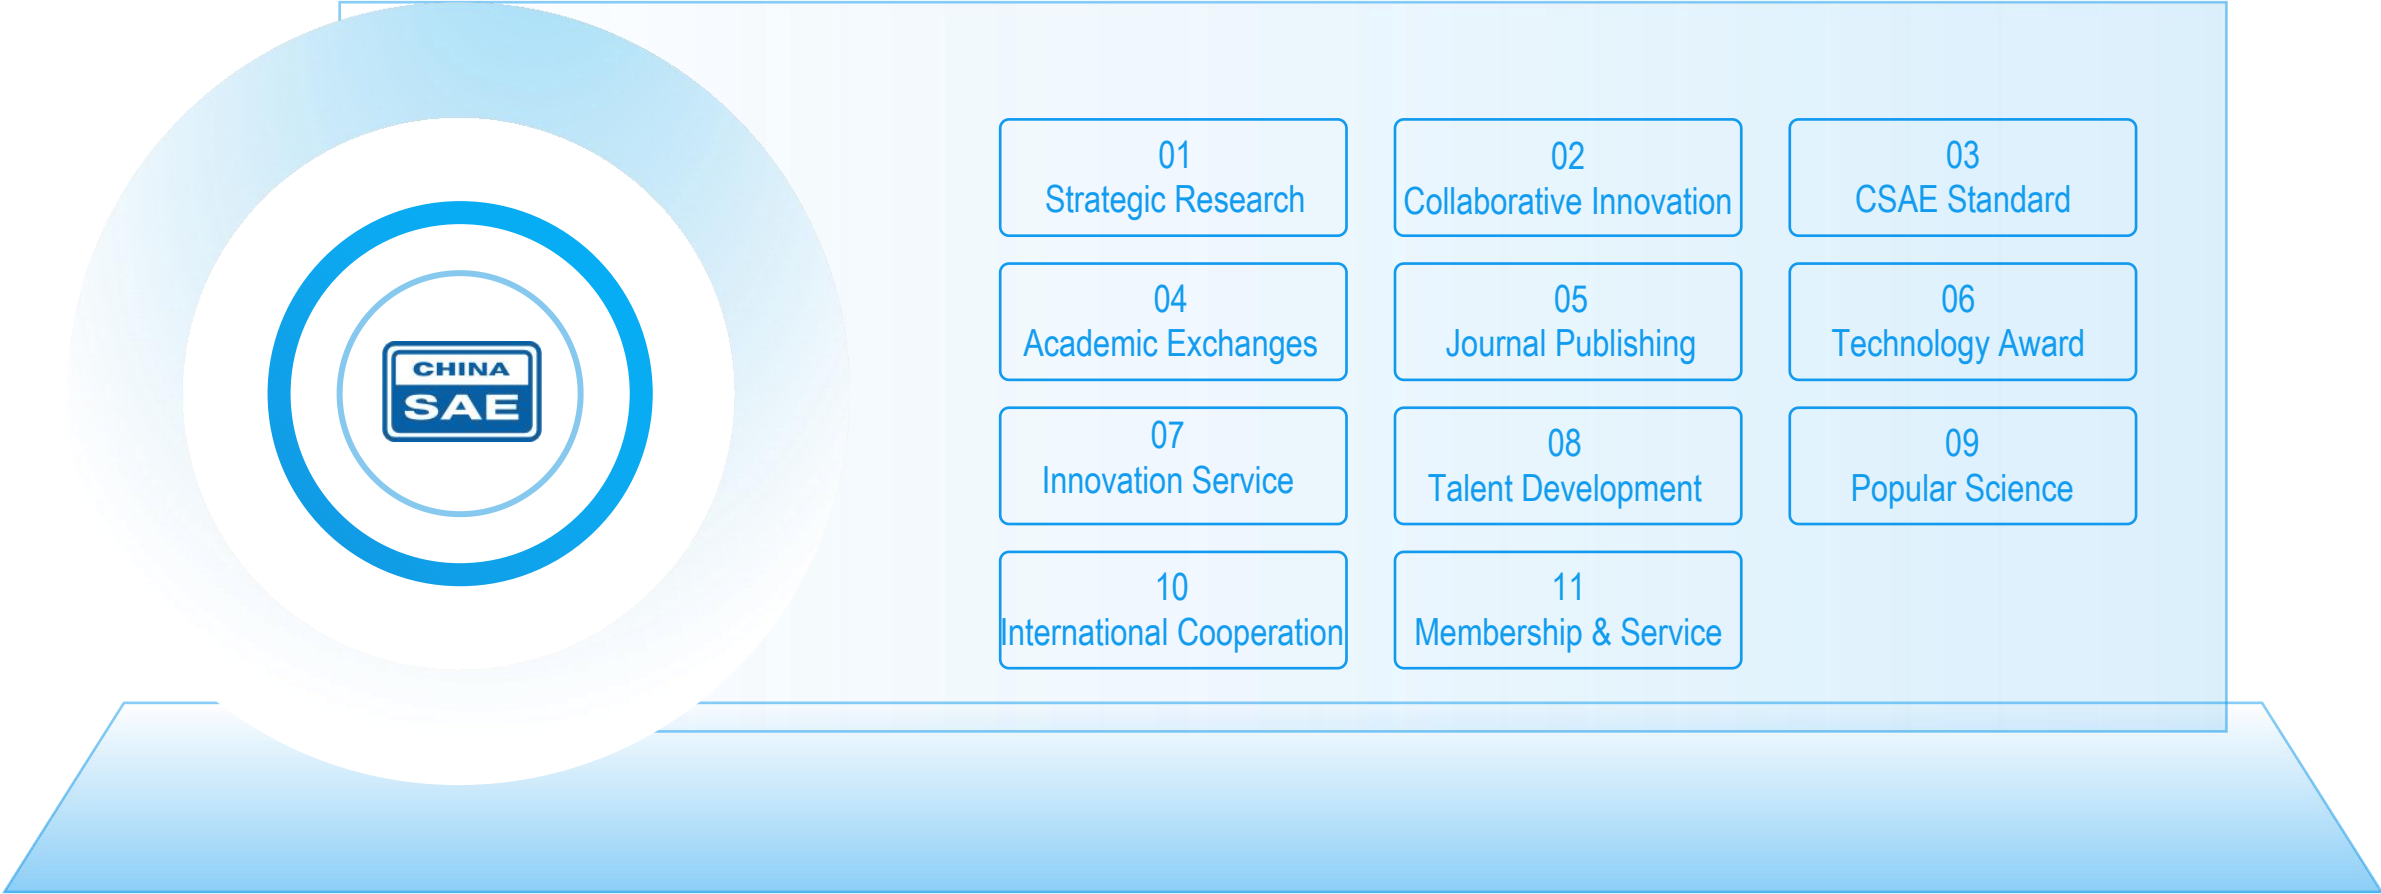 CHINA
SAE
01
Strategic Research
02
Collaborative Innovation
03
CSAE Standard
04
Academic Exchanges
05
Journal Publishing
06
Technology Award
07
Innovation Service
08
Talent Development
09
Popular Science
10
International Cooperation
11
Membership & Service